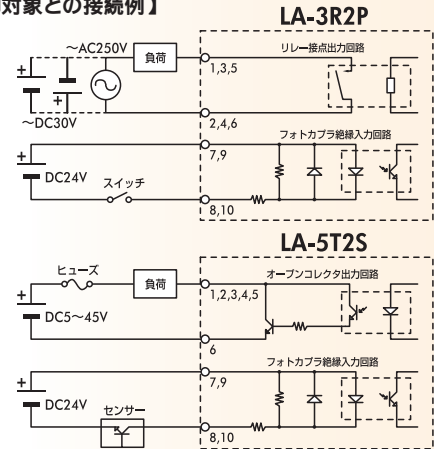 対象との接続例】
LA-3R2P
～AC250V
負荷
1,3,5
リレー接点出力回路
+
+
～DC30V
2,4,6
7,9
フォトカプラ絶縁入力回路
+
DC24V
スイッチ
8,10
LA-5T2S
ヒューズ
負荷
1,2,3,4,5
オープンコレクタ出力回路
+
DC5～45V
6
7,9
フォトカプラ絶縁入力回路
+
DC24V
センサー
8,10